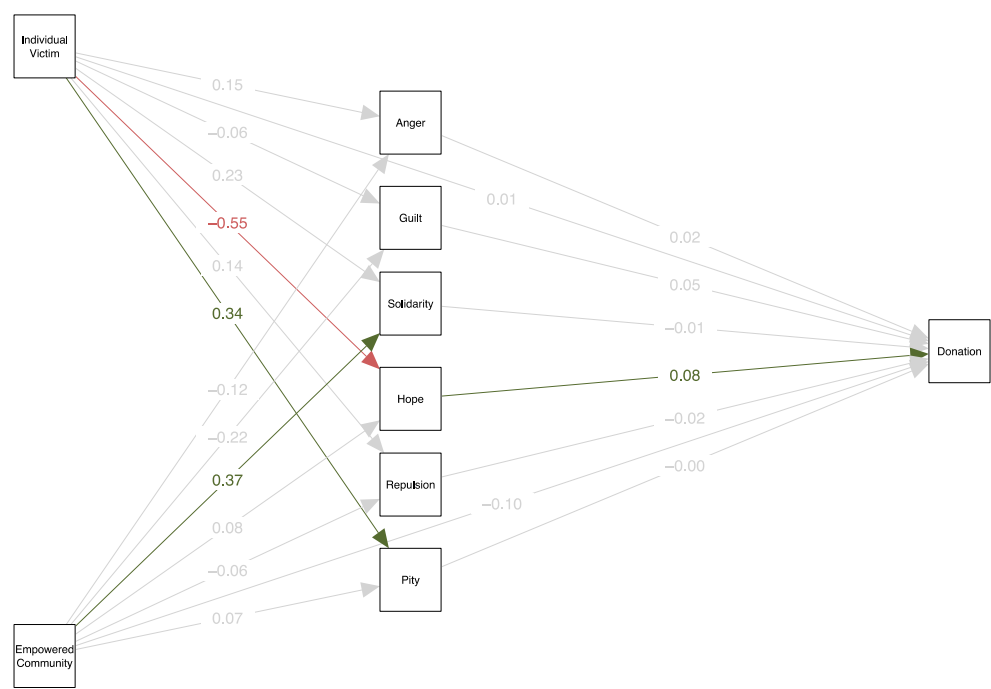 Individual
Victim
0.15
Anger
−0.06
0.23
0.01
Guilt
−0.55
0.02
0.14
0.05
Solidarity
0.34
−0.01
Donation
0.08
−0.12
Hope
−0.02
−0.22
−0.00
0.37
Repulsion
−0.10
0.08
−0.06
Pity
0.07
Empowered
Community